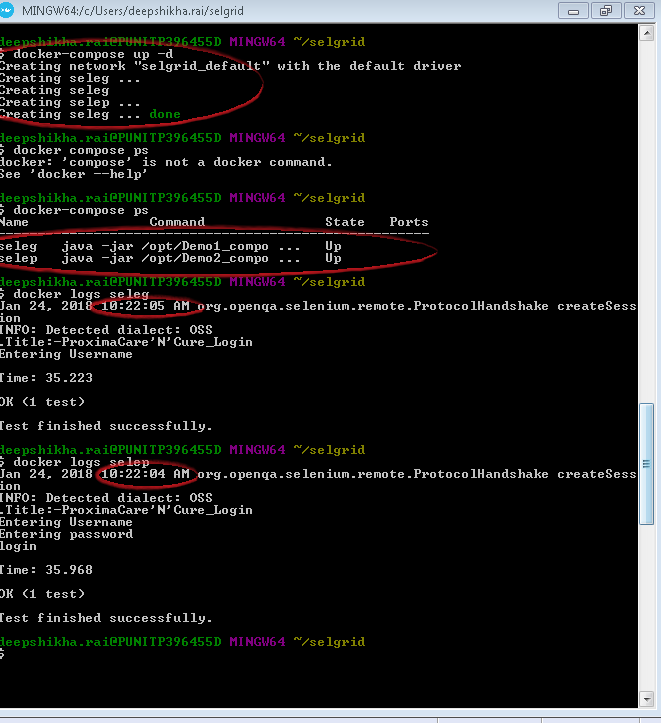 MINGW64:/c/Users/deepshikha.rai/selgrid
deepshikha.rai@PUNITP396455D MINGW64 ~/selgrid
$ docker-compose up -d
Creating network "selgrid_default" with the default driver
Creating seleg ...
Creating seleg
Creating selep ...
Creating seleg ... done
deepshikha.rai@PUNITP396455D MINGW64 ~/selgrid
$ docker compose ps
docker: 'compose' is not a docker command.
See 'docker --help'
deepshikha.rai@PUNITP396455D MINGW64 ~/selgrid
$ docker-compose ps
Name Command State Ports
seleg java -jar /opt/Demo1_compo ... Up
selep java -jar /opt/Demo2_compo ... Up
deepshikha.rai@PUNITP396455D MINGW64 ~/selgrid
$ docker logs seleg
Jan 24, 2018 10:22:05 AM org.openqa.selenium.remote.ProtocolHandshake createSess
ion
INFO: Detected dialect: OSS
.Title:-ProximaCare'N'Cure_Login
Entering Username
Time: 35.223
OK (1 test)
Test finished successfully.
deepshikha.rai@PUNITP396455D MINGW64 ~/selgrid
$ docker logs selep
Jan 24, 2018 10:22:04 AM org.openqa.selenium.remote.ProtocolHandshake createSess
ion
INFO: Detected dialect: OSS
.Title:-ProximaCare'N'Cure_Login
Entering Username
Entering password
login
Time: 35.968
OK (1 test)
Test finished successfully.
deepshikha.rai@PUNITP396455D MINGW64 ~/selgrid
$